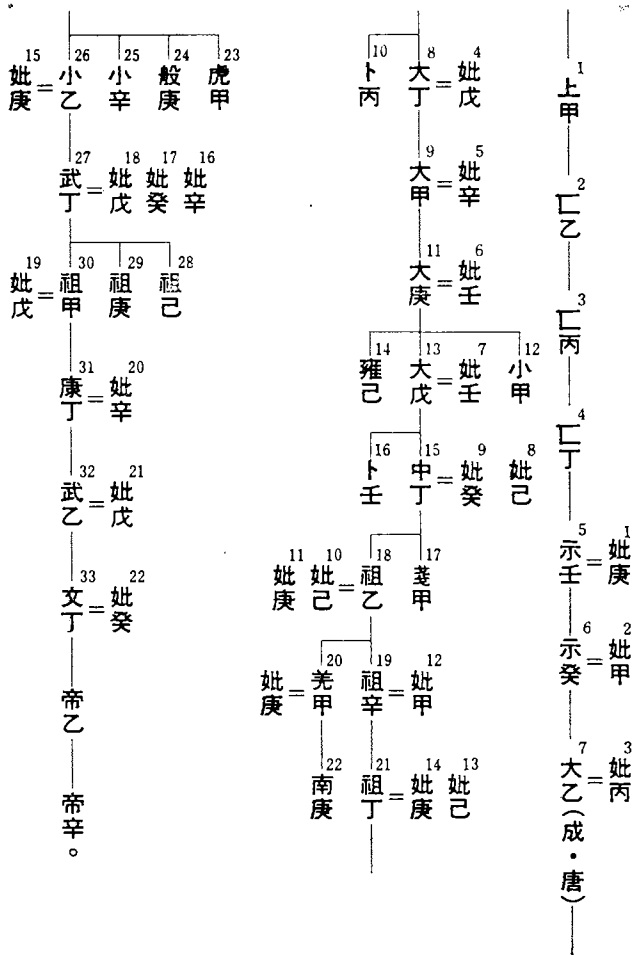 1 上甲
2 匚乙
3 匚丙
4 匚丁
5 示壬 = 1 妣庚
6 示癸 = 2 妣甲
7 大乙(成・唐) = 3 妣丙
10 卜丙 8 大丁 = 4 妣戊
9 大甲 = 5 妣辛
11 大庚 = 6 妣壬
14 雍己 13 大戊 = 7 妣壬 12 小甲
16 卜壬 15 中丁 = 9 妣癸 8 妣己
11 妣庚 10 妣己 = 18 祖乙 17 戔甲
妣庚 = 20 羌甲 19 祖辛 = 12 妣甲
22 南庚 21 祖丁 = 14 妣庚 13 妣己
15 妣庚 = 26 小乙 25 小辛 24 般庚 23 虎甲
27 武丁 = 18 妣戊 17 妣癸 16 妣辛
19 妣戊 = 30 祖甲 29 祖庚 28 祖己
31 康丁 = 20 妣辛
32 武乙 = 21 妣戊
33 文丁 = 22 妣癸
帝乙
帝辛。